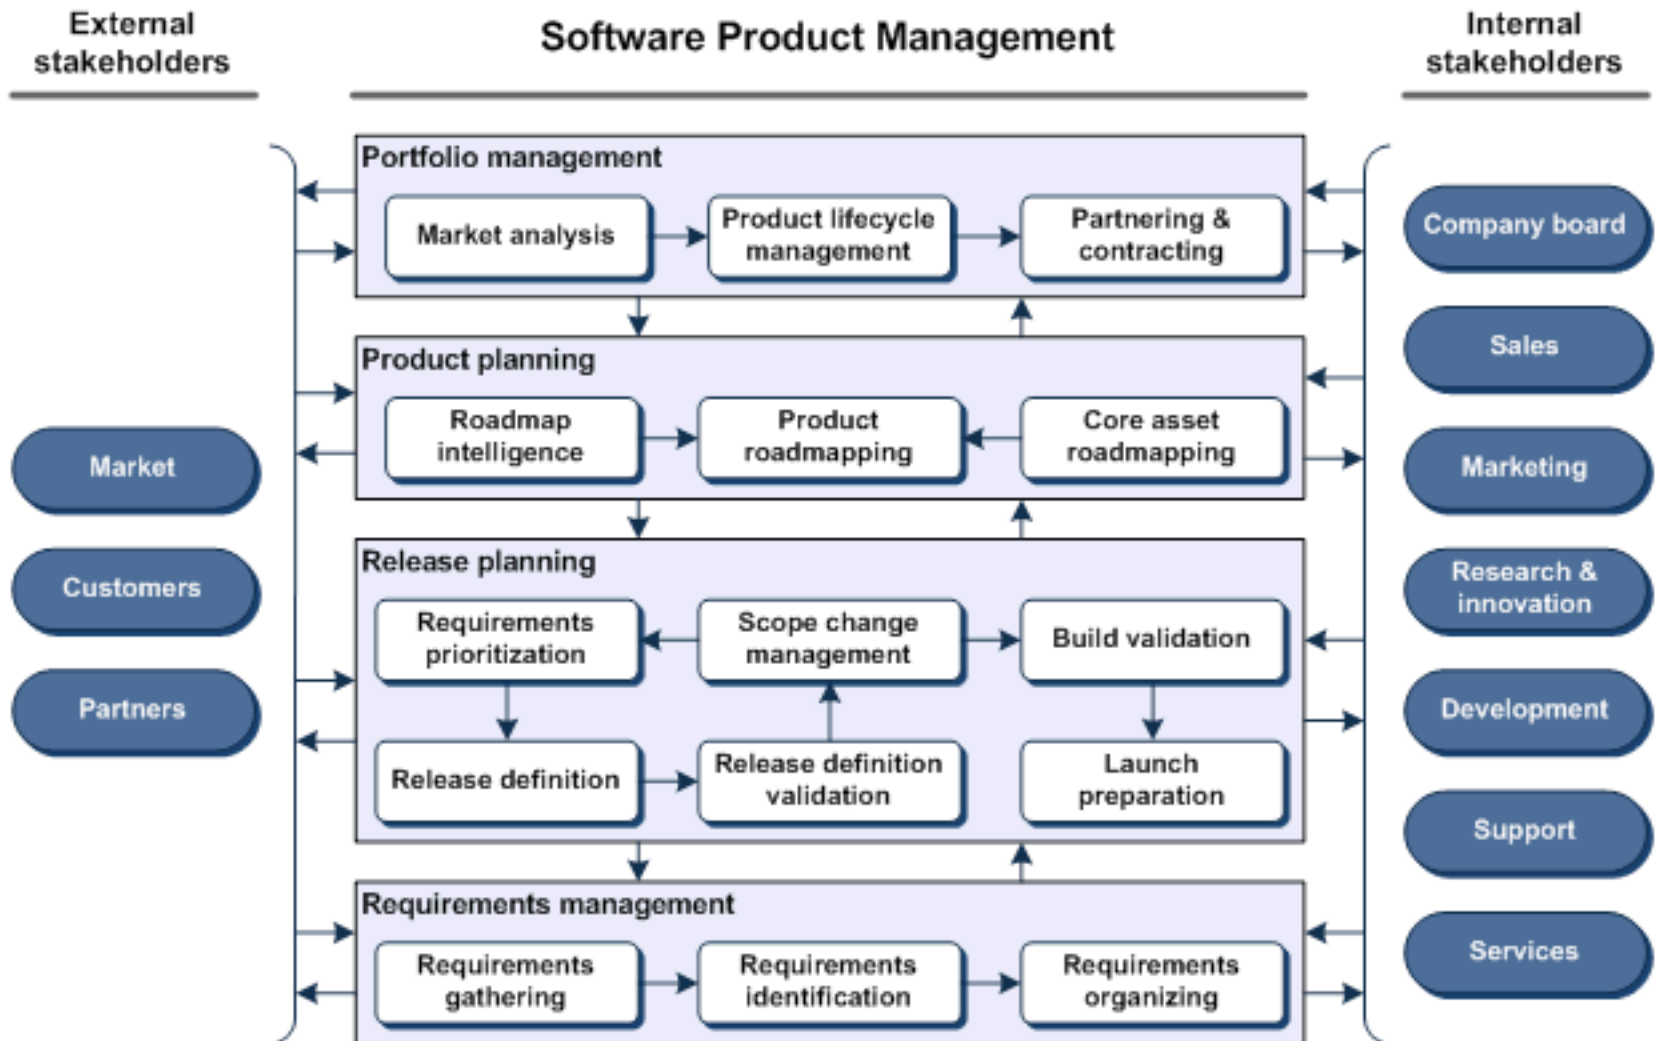 External
stakeholders
Software Product Management
Internal
stakeholders
Portfolio management
Market analysis
Product lifecycle
management
Partnering &
contracting
Product planning
Roadmap
intelligence
Product
roadmapping
Core asset
roadmapping
Release planning
Requirements
prioritization
Scope change
management
Build validation
Release definition
Release definition
validation
Launch
preparation
Requirements management
Requirements
gathering
Requirements
identification
Requirements
organizing
Market
Customers
Partners
Company board
Sales
Marketing
Research &
innovation
Development
Support
Services